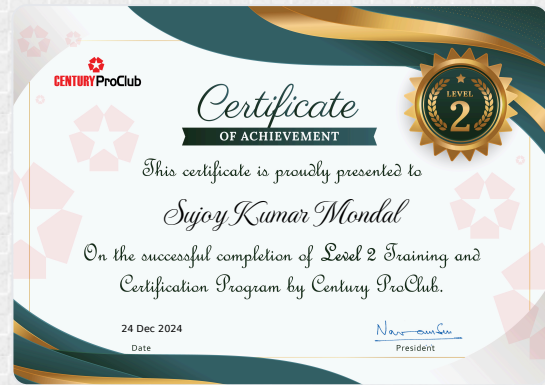 CENTURY ProClub
LEVEL
2
Certificate
OF ACHIEVEMENT
This certificate is proudly presented to
Sujoy Kumar Mondal
On the successful completion of Level 2 Training and
Certification Program by Century ProClub.
24 Dec 2024
Date
President